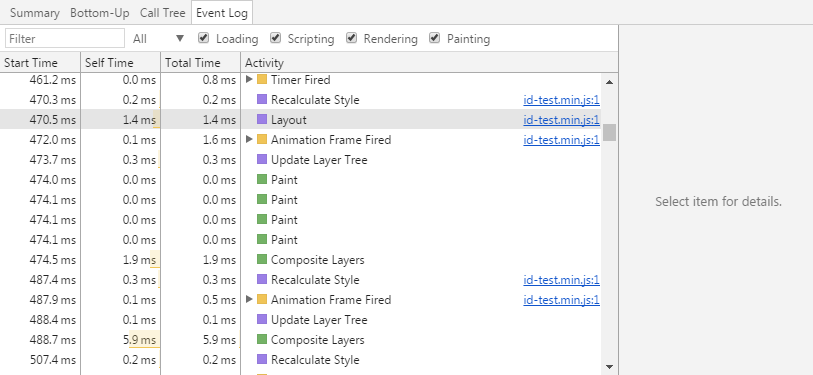 Summary Bottom-Up Call Tree Event Log
Filter All Loading Scripting Rendering Painting
Start Time Self Time Total Time Activity
461.2 ms 0.0 ms 0.8 ms Timer Fired
470.3 ms 0.2 ms 0.2 ms Recalculate Style id-test.min.js:1
470.5 ms 1.4 ms 1.4 ms Layout id-test.min.js:1
472.0 ms 0.1 ms 1.6 ms Animation Frame Fired id-test.min.js:1
473.7 ms 0.3 ms 0.3 ms Update Layer Tree
474.0 ms 0.0 ms 0.0 ms Paint
474.1 ms 0.0 ms 0.0 ms Paint
474.1 ms 0.0 ms 0.0 ms Paint
474.1 ms 0.0 ms 0.0 ms Paint
474.5 ms 1.9 ms 1.9 ms Composite Layers
487.4 ms 0.3 ms 0.3 ms Recalculate Style id-test.min.js:1
487.9 ms 0.1 ms 0.5 ms Animation Frame Fired id-test.min.js:1
488.4 ms 0.1 ms 0.1 ms Update Layer Tree
488.7 ms 5.9 ms 5.9 ms Composite Layers
507.4 ms 0.2 ms 0.2 ms Recalculate Style
Select item for details.